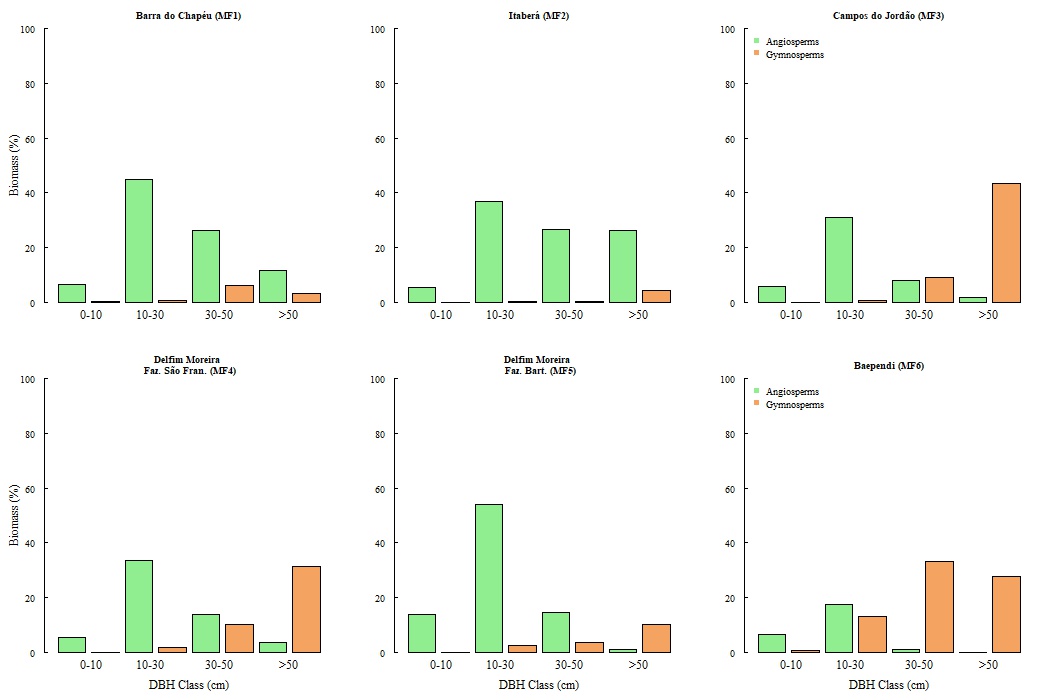 Barra do Chapéu (MF1)
100
80
60
40
20
0
Biomass (%)
0-10 10-30 30-50 >50
Itaberá (MF2)
100
80
60
40
20
0
0-10 10-30 30-50 >50
Campos do Jordão (MF3)
100
80
60
40
20
0
Angiosperms
Gymnosperms
0-10 10-30 30-50 >50
Delfim Moreira
Faz. São Fran. (MF4)
100
80
60
40
20
0
Biomass (%)
0-10 10-30 30-50 >50
DBH Class (cm)
Delfim Moreira
Faz. Bart. (MF5)
100
80
60
40
20
0
0-10 10-30 30-50 >50
DBH Class (cm)
Baependi (MF6)
100
80
60
40
20
0
Angiosperms
Gymnosperms
0-10 10-30 30-50 >50
DBH Class (cm)